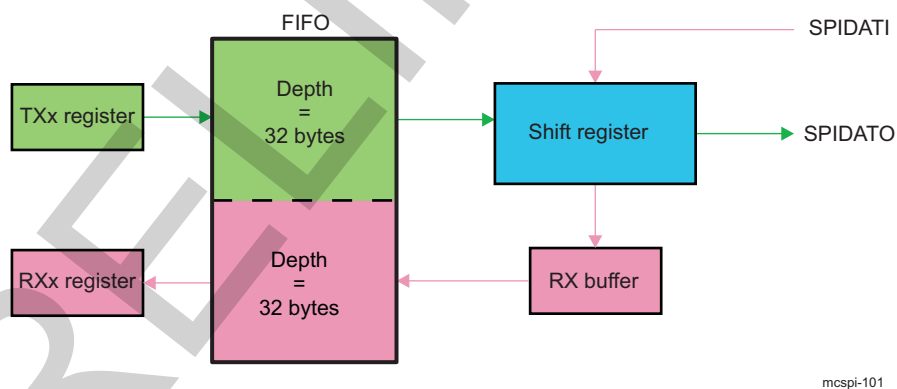 FIFO
SPIDATI
TXx register
Depth
=
32 bytes
Shift register
SPIDATO
RXx register
Depth
=
32 bytes
RX buffer
mcspi-101